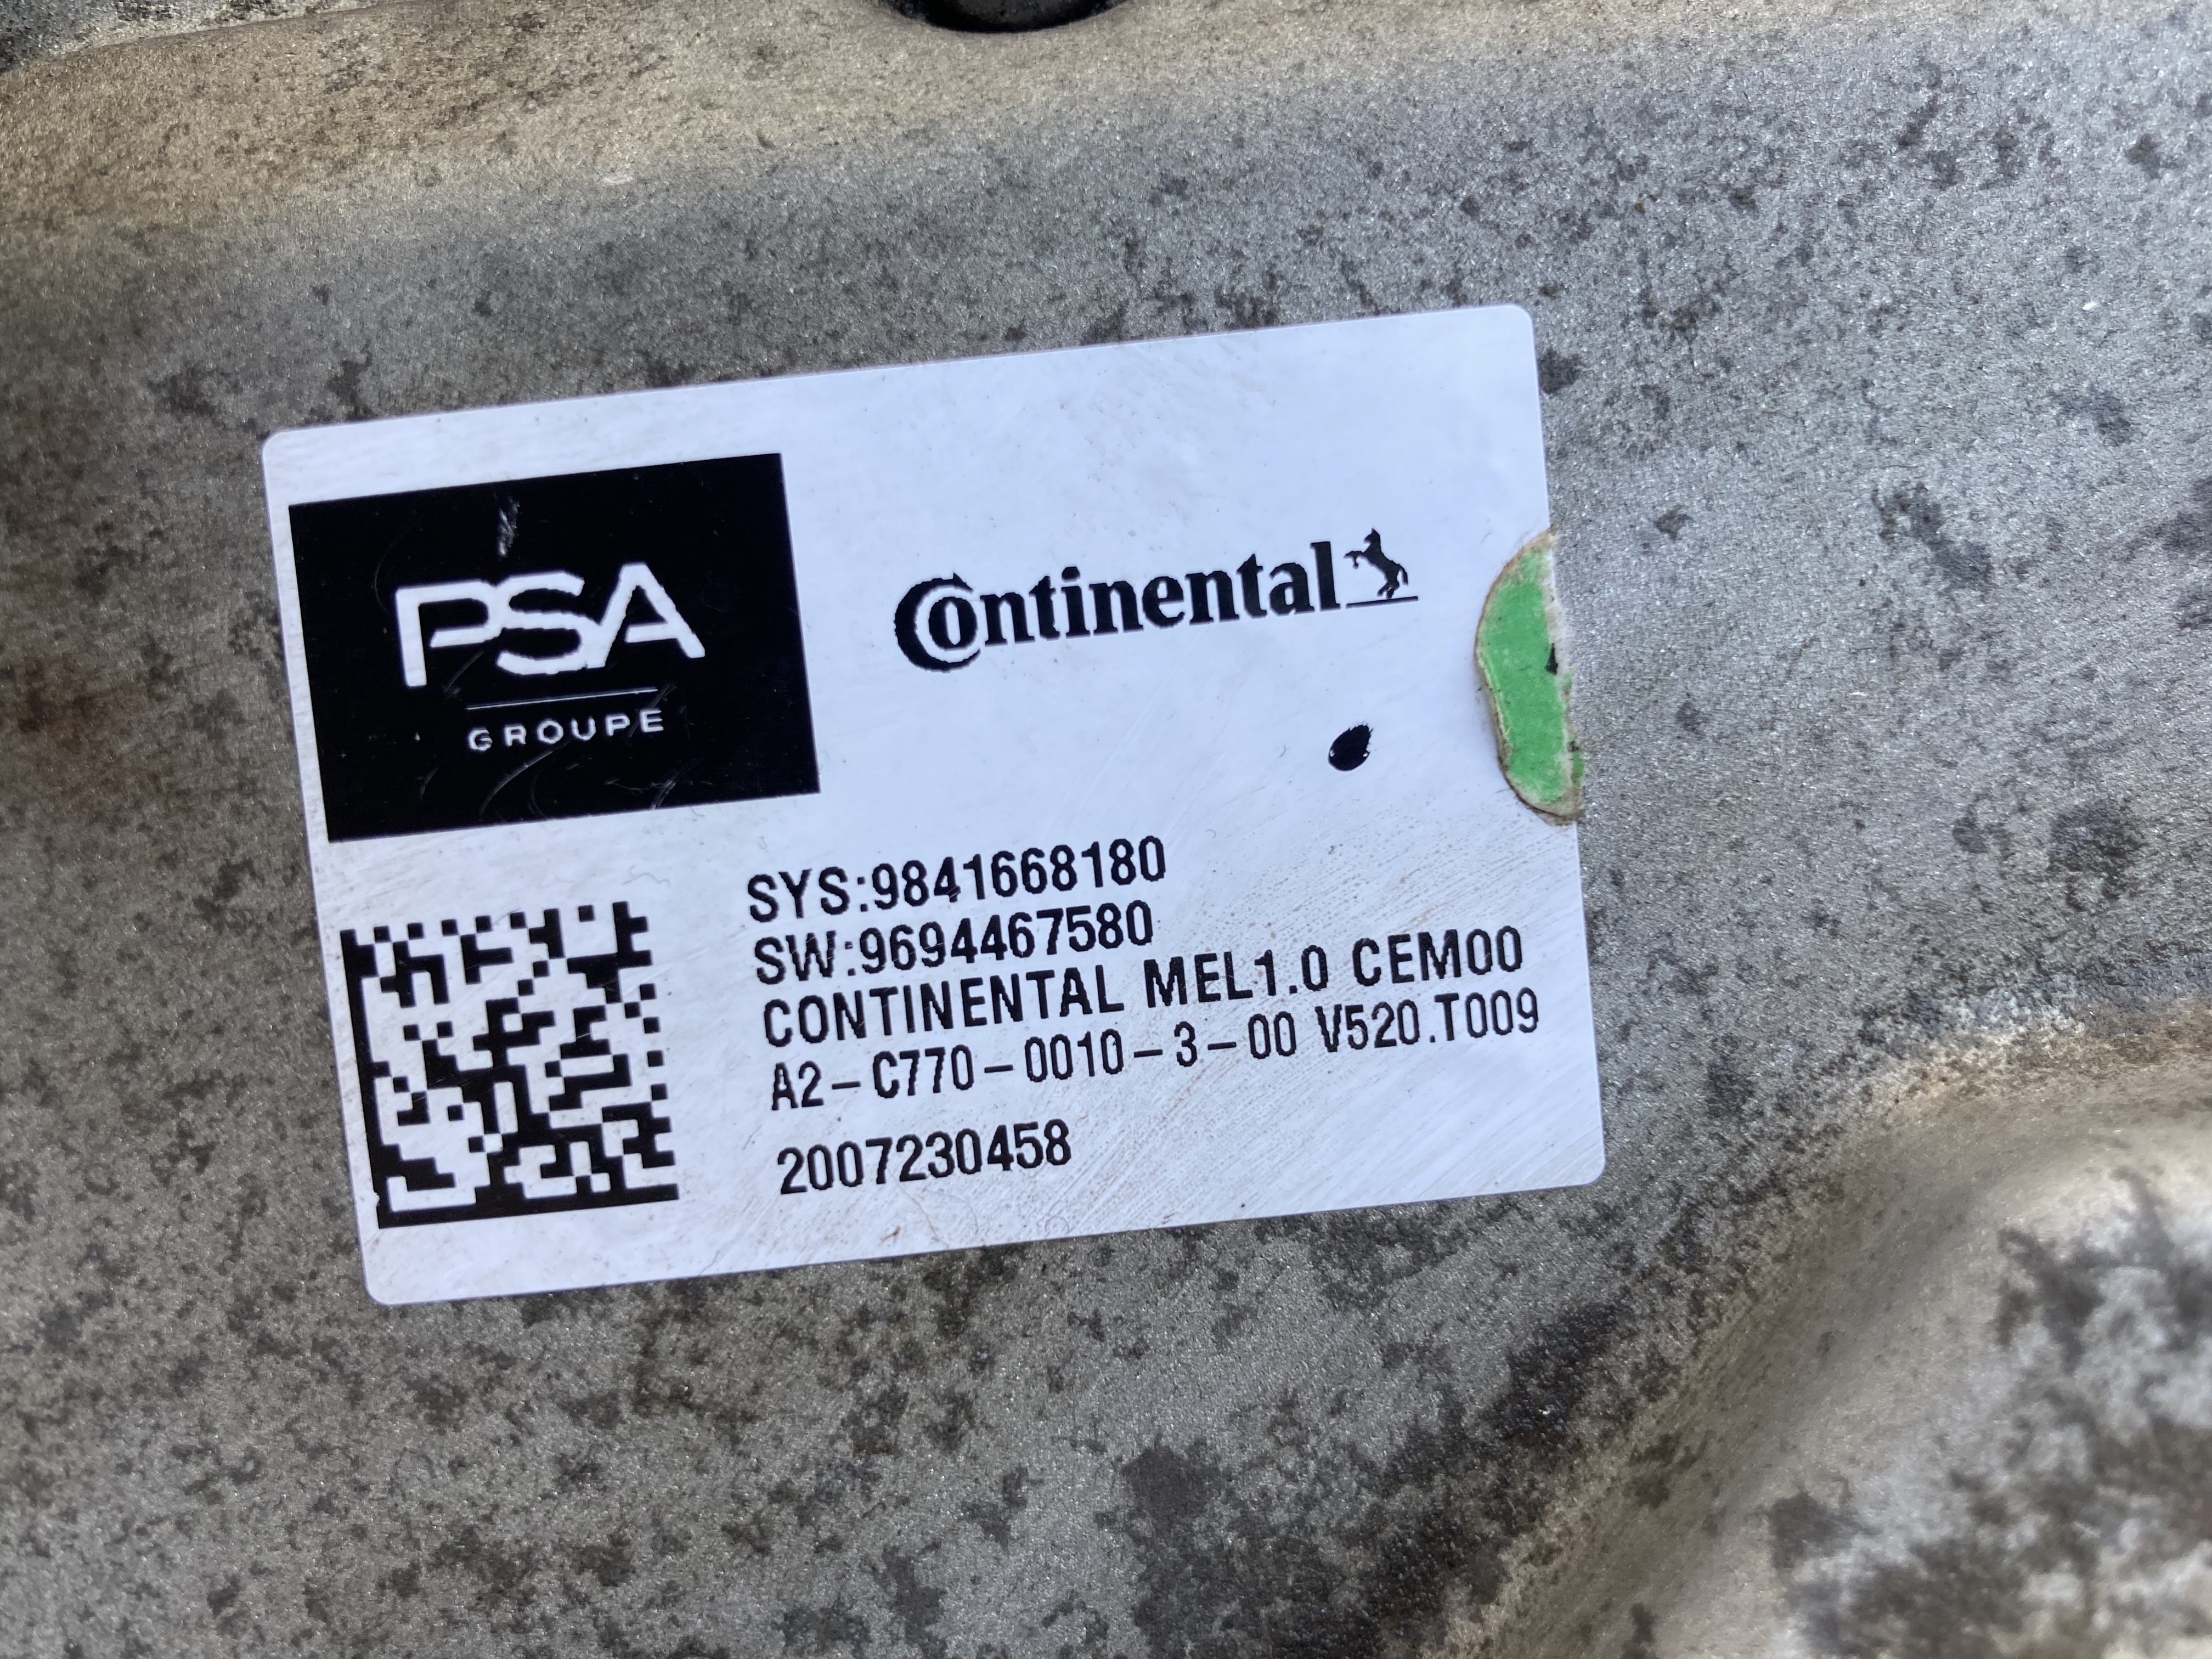 PSA
GROUPE
Continental
SYS:9841668180
SW:9694467580
CONTINENTAL MEL1.0 CEM00
A2-C770-0010-3-00 V520.T009
2007230458